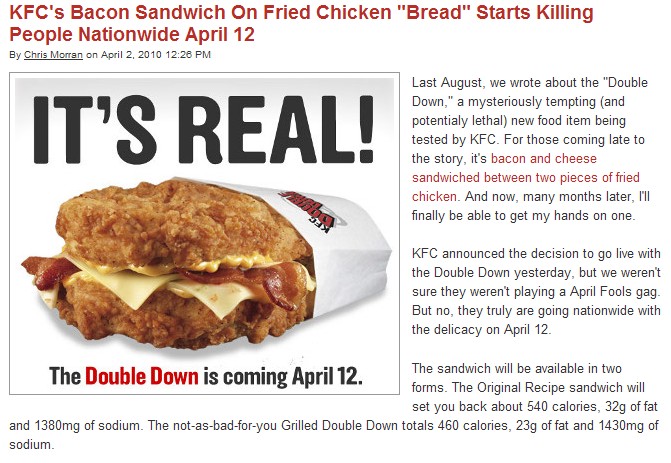 KFC's Bacon Sandwich On Fried Chicken "Bread" Starts Killing
People Nationwide April 12
By Chris Morran on April 2, 2010 12:26 PM
IT'S REAL!
DOUBLE
DOWN
KFC
The Double Down is coming April 12.
Last August, we wrote about the "Double
Down," a mysteriously tempting (and
potentialy lethal) new food item being
tested by KFC. For those coming late to
the story, it's bacon and cheese
sandwiched between two pieces of fried
chicken. And now, many months later, I'll
finally be able to get my hands on one.
KFC announced the decision to go live with
the Double Down yesterday, but we weren't
sure they weren't playing a April Fools gag.
But no, they truly are going nationwide with
the delicacy on April 12.
The sandwich will be available in two
forms. The Original Recipe sandwich will
set you back about 540 calories, 32g of fat
and 1380mg of sodium. The not-as-bad-for-you Grilled Double Down totals 460 calories, 23g of fat and 1430mg of
sodium.